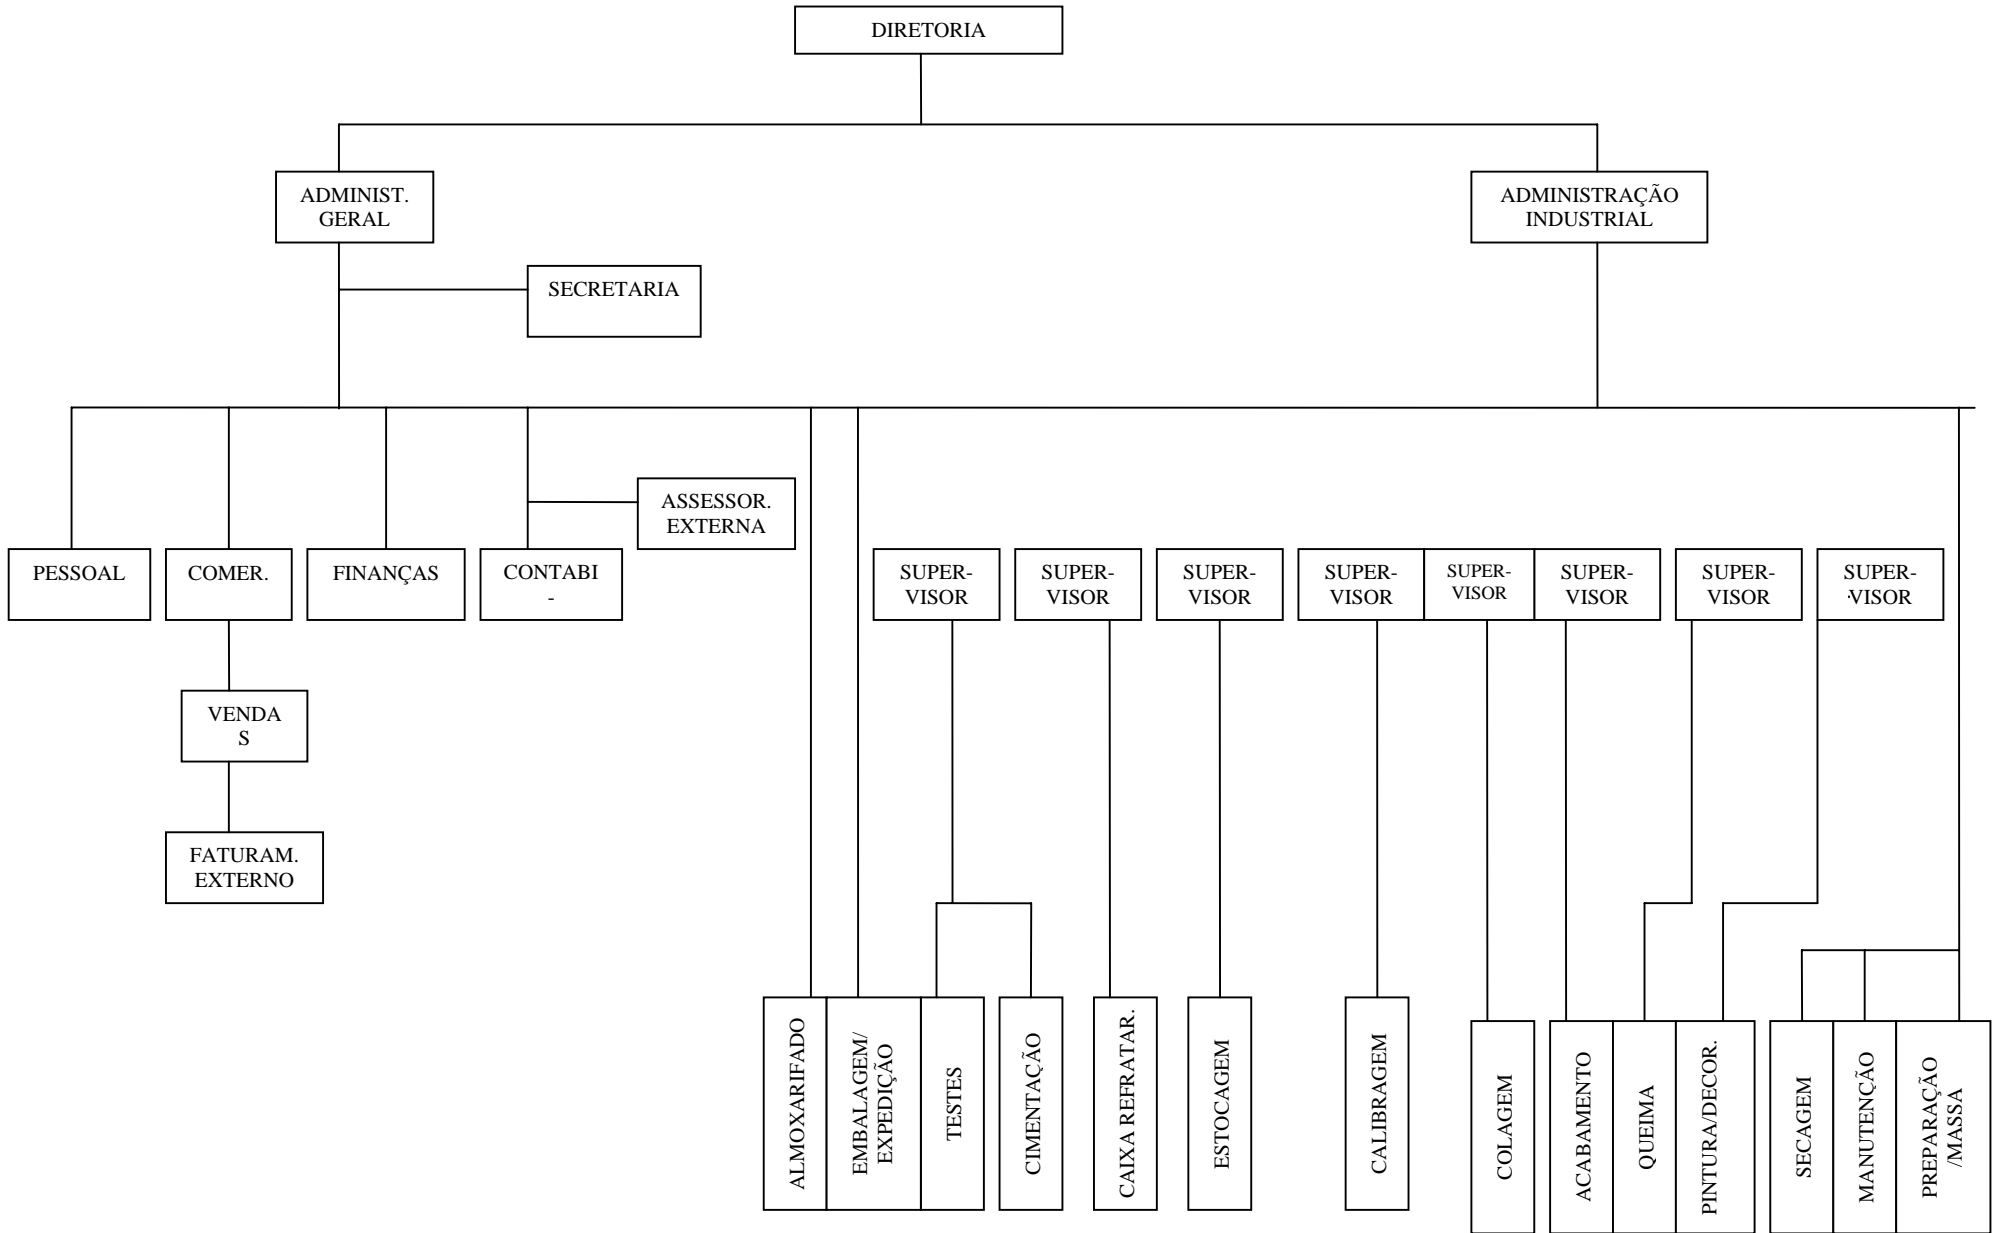 DIRETORIA
ADMINIST.
GERAL
ADMINISTRAÇÃO
INDUSTRIAL
SECRETARIA
ASSESSOR.
EXTERNA
PESSOAL
COMER.
FINANÇAS
CONTABI
-
SUPER-
VISOR
SUPER-
VISOR
SUPER-
VISOR
SUPER-
VISOR
SUPER-
VISOR
SUPER-
VISOR
SUPER-
VISOR
SUPER-
VISOR
VENDA
S
FATURAM.
EXTERNO
ALMOXARIFADO
EMBALAGEM/
EXPEDIÇÃO
TESTES
CIMENTAÇÃO
CAIXA REFRATAR.
ESTOCAGEM
CALIBRAGEM
COLAGEM
ACABAMENTO
QUEIMA
PINTURA/DECOR.
SECAGEM
MANUTENÇÃO
PREPARAÇÃO
/MASSA